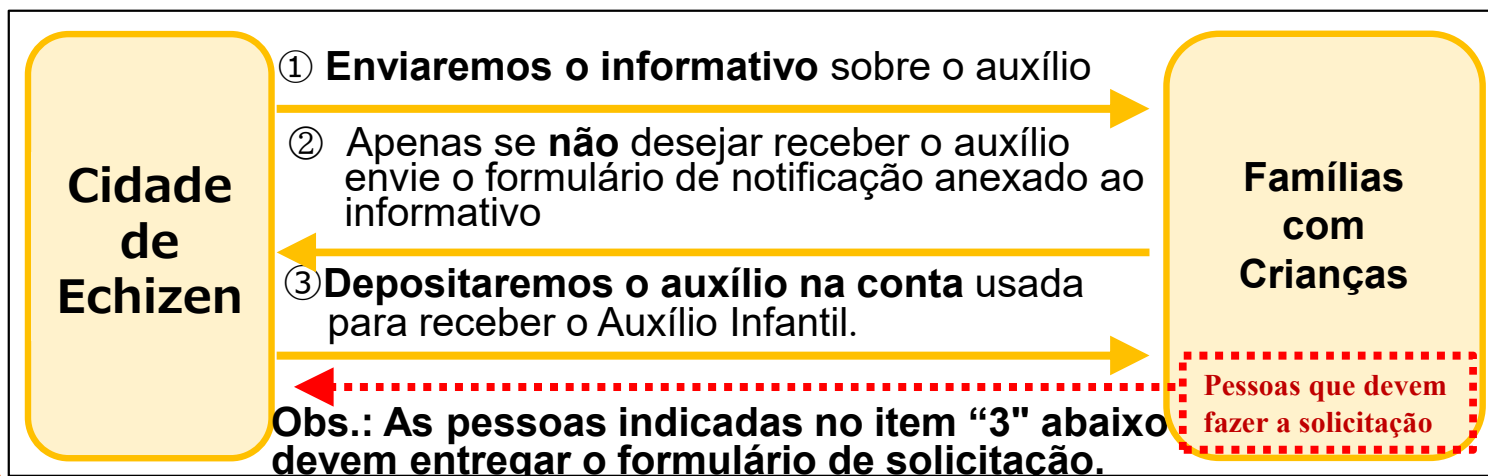 Cidade
de
Echizen
① Enviaremos o informativo sobre o auxílio
② Apenas se não desejar receber o auxílio
envie o formulário de notificação anexado ao
informativo
③Depositaremos o auxílio na conta usada
para receber o Auxílio Infantil.
Obs.: As pessoas indicadas no item “3" abaixo
devem entregar o formulário de solicitação.
Famílias
com
Crianças
Pessoas que devem
fazer a solicitação